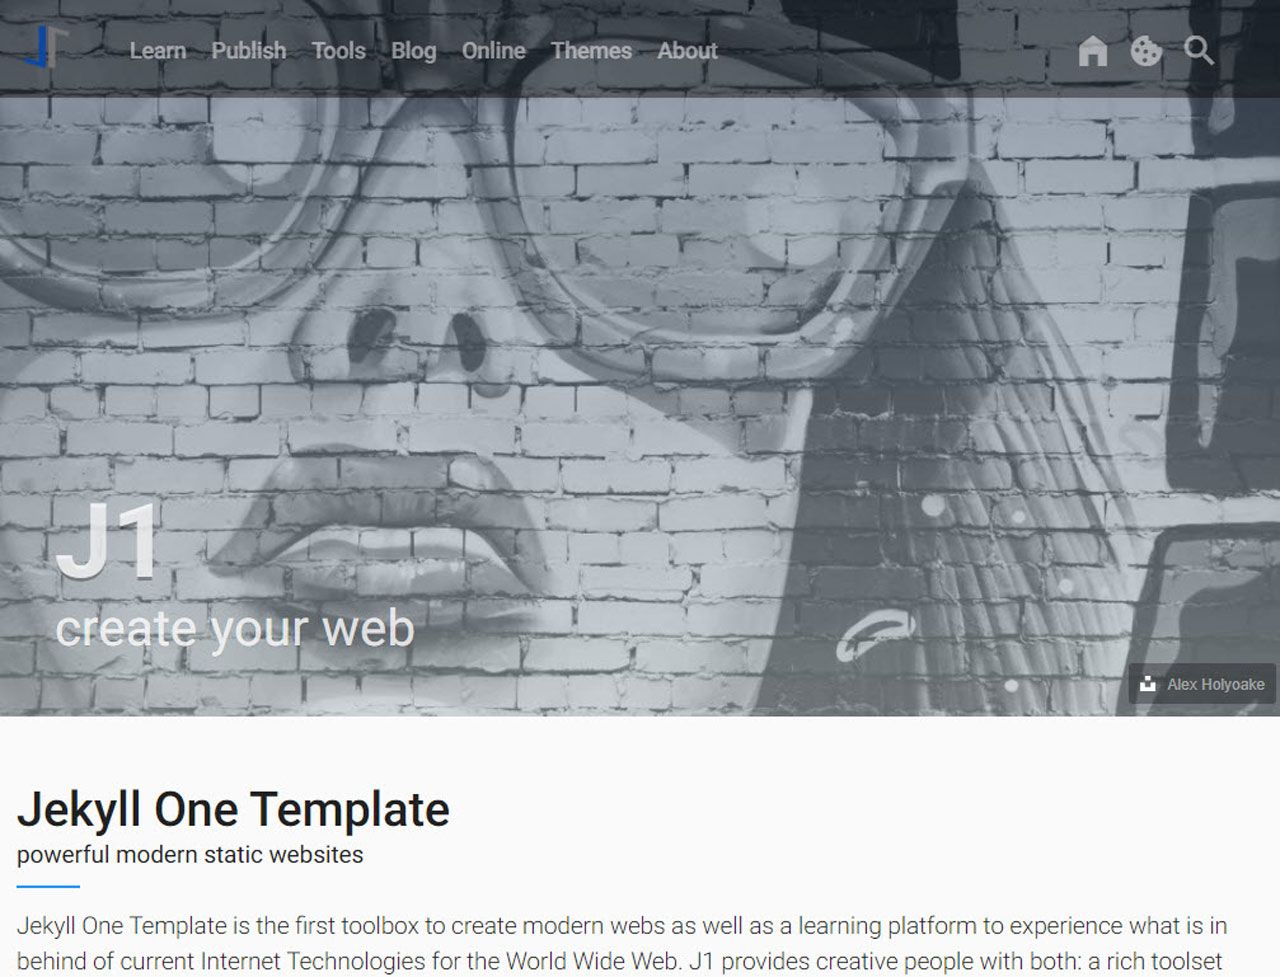 Learn Publish Tools Blog Online Themes About
J1
create your web
Alex Holyoake
Jekyll One Template
powerful modern static websites
Jekyll One Template is the first toolbox to create modern webs as well as a learning platform to experience what is in
behind of current Internet Technologies for the World Wide Web. J1 provides creative people with both: a rich toolset